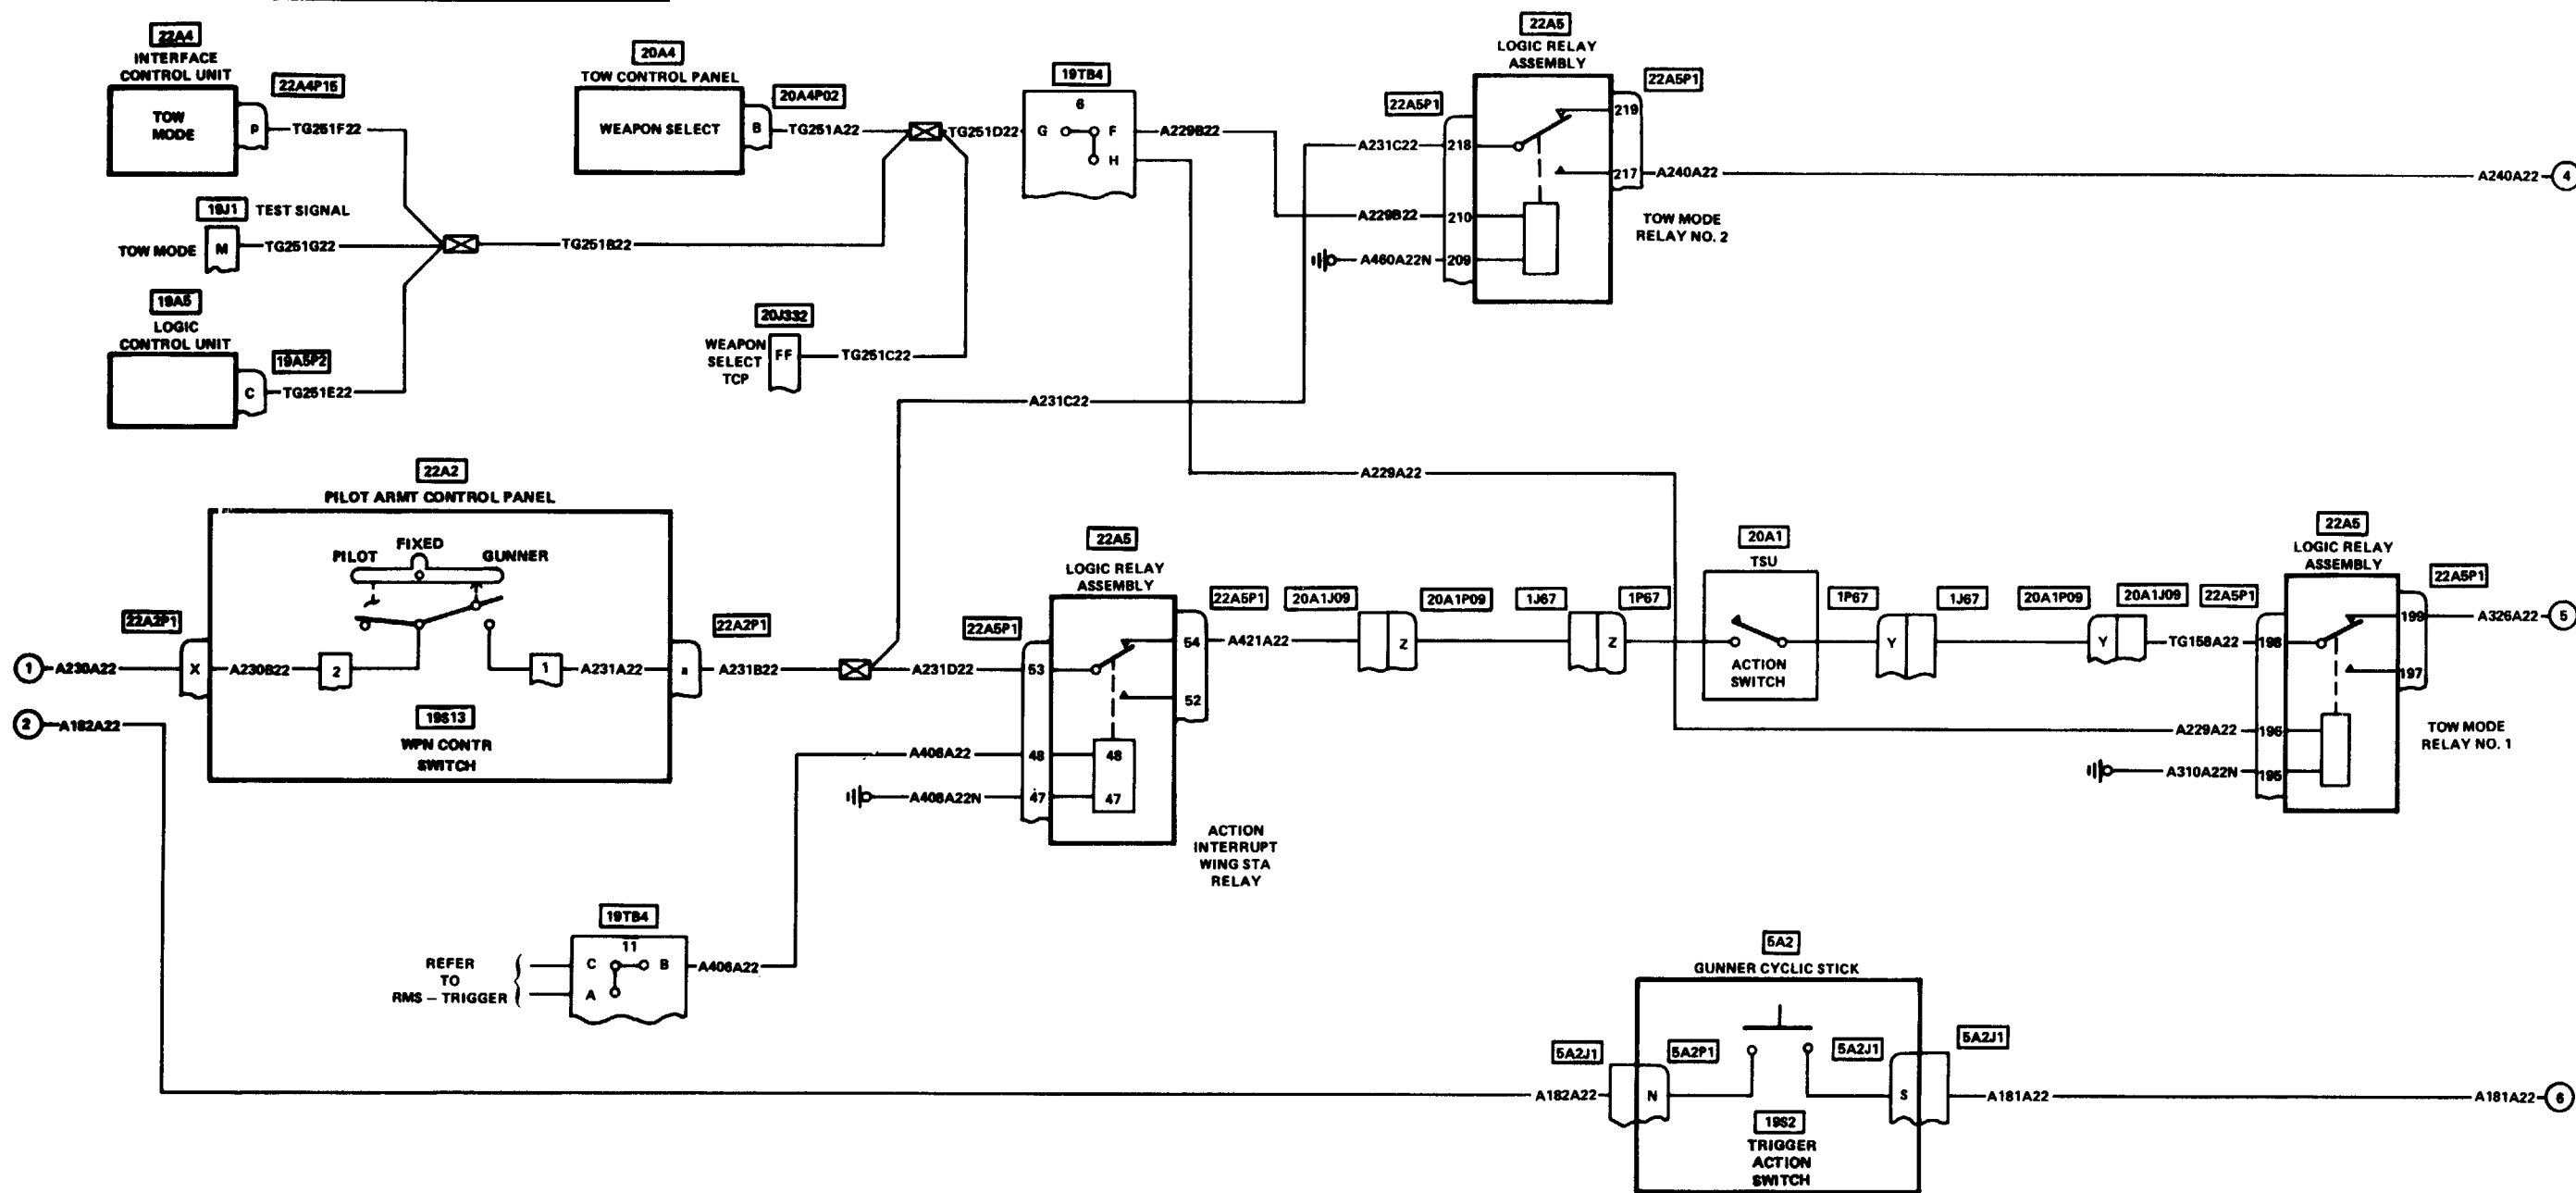 22A4
INTERFACE
CONTROL UNIT
22A4P15
TOW
MODE
P
TG251F22
19J1
TEST SIGNAL
TOW MODE
M
TG251G22
TG251B22
19A5
LOGIC
CONTROL UNIT
19A5P2
C
TG251E22
20A4
TOW CONTROL PANEL
20A4P02
WEAPON SELECT
B
TG251A22
TG251D22
19TB4
6
G
F
H
A229B22
20J332
WEAPON
SELECT
TCP
FF
TG251C22
22A5
LOGIC RELAY
ASSEMBLY
22A5P1
22A5P1
219
A231C22
218
217
A240A22
A240A22
4
A229B22
210
A460A22N
209
TOW MODE
RELAY NO. 2
A231C22
A229A22
22A2
PILOT ARMT CONTROL PANEL
PILOT
FIXED
GUNNER
22A2P1
22A2P1
1
A230A22
X
A230B22
2
1
A231A22
a
A231B22
A231D22
2
A182A22
19S13
WPN CONTR
SWITCH
22A5
LOGIC RELAY
ASSEMBLY
22A5P1
22A5P1
53
54
52
A421A22
A406A22
48
48
A408A22N
47
47
ACTION
INTERRUPT
WING STA
RELAY
20A1J09
20A1P09
Z
1J67
1P67
Z
20A1
TSU
ACTION
SWITCH
1P67
1J67
Y
20A1P09
20A1J09
Y
TG158A22
22A5
LOGIC RELAY
ASSEMBLY
22A5P1
22A5P1
198
199
A326A22
5
197
A229A22
196
A310A22N
195
TOW MODE
RELAY NO. 1
19TB4
11
REFER
TO
RMS – TRIGGER
C
B
A
A406A22
5A2
GUNNER CYCLIC STICK
5A2J1
5A2P1
5A2J1
5A2J1
A182A22
N
S
A181A22
A181A22
6
19S2
TRIGGER
ACTION
SWITCH